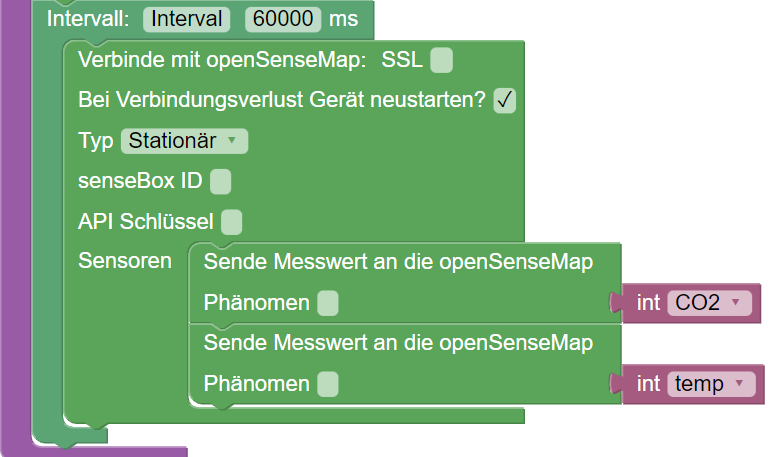 Intervall: Interval 60000 ms
Verbinde mit openSenseMap: SSL
Bei Verbindungsverlust Gerät neustarten? ✓
Typ Stationär
senseBox ID
API Schlüssel
Sensoren Sende Messwert an die openSenseMap
Phänomen int CO2
Sende Messwert an die openSenseMap
Phänomen int temp